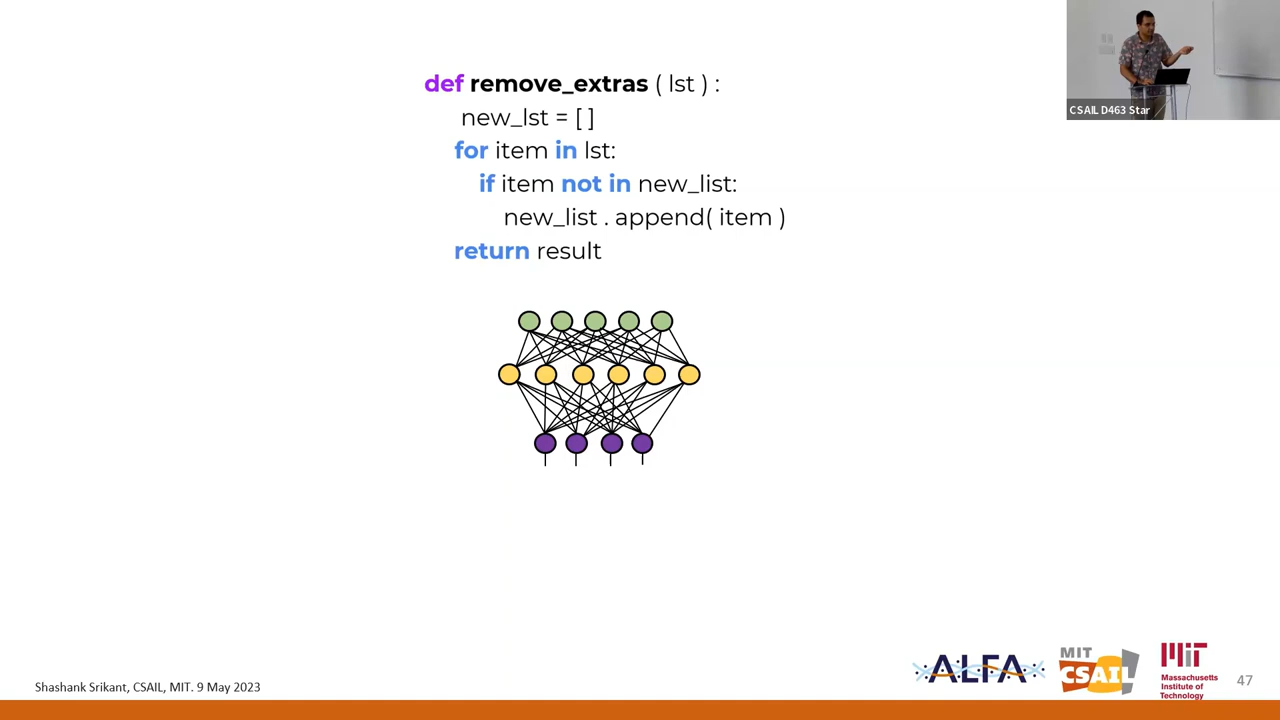 def remove_extras ( lst ) :
new_lst = [ ]
for item in lst:
if item not in new_list:
new_list . append( item )
return result
CSAIL D463 Star
Shashank Srikant, CSAIL, MIT. 9 May 2023
ALFA
MIT
CSAIL
Massachusetts
Institute of
Technology
47